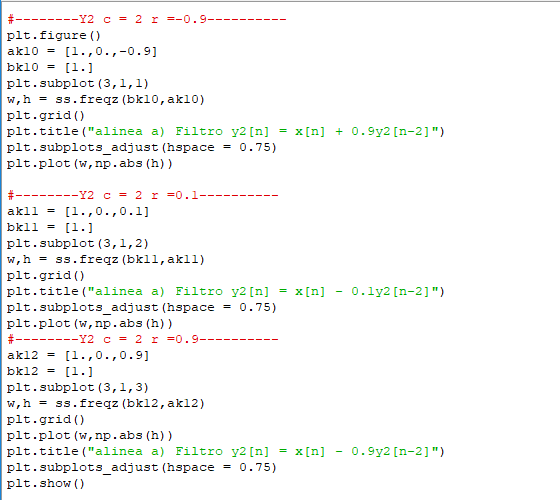 #--------Y2 c = 2 r =-0.9----------
plt.figure()
ak10 = [1.,0.,-0.9]
bk10 = [1.]
plt.subplot(3,1,1)
w,h = ss.freqz(bk10,ak10)
plt.grid()
plt.title("alinea a) Filtro y2[n] = x[n] + 0.9y2[n-2]")
plt.subplots_adjust(hspace = 0.75)
plt.plot(w,np.abs(h))
#--------Y2 c = 2 r =0.1----------
ak11 = [1.,0.,0.1]
bk11 = [1.]
plt.subplot(3,1,2)
w,h = ss.freqz(bk11,ak11)
plt.grid()
plt.title("alinea a) Filtro y2[n] = x[n] - 0.1y2[n-2]")
plt.subplots_adjust(hspace = 0.75)
plt.plot(w,np.abs(h))
#--------Y2 c = 2 r =0.9----------
ak12 = [1.,0.,0.9]
bk12 = [1.]
plt.subplot(3,1,3)
w,h = ss.freqz(bk12,ak12)
plt.grid()
plt.plot(w,np.abs(h))
plt.title("alinea a) Filtro y2[n] = x[n] - 0.9y2[n-2]")
plt.subplots_adjust(hspace = 0.75)
plt.show()